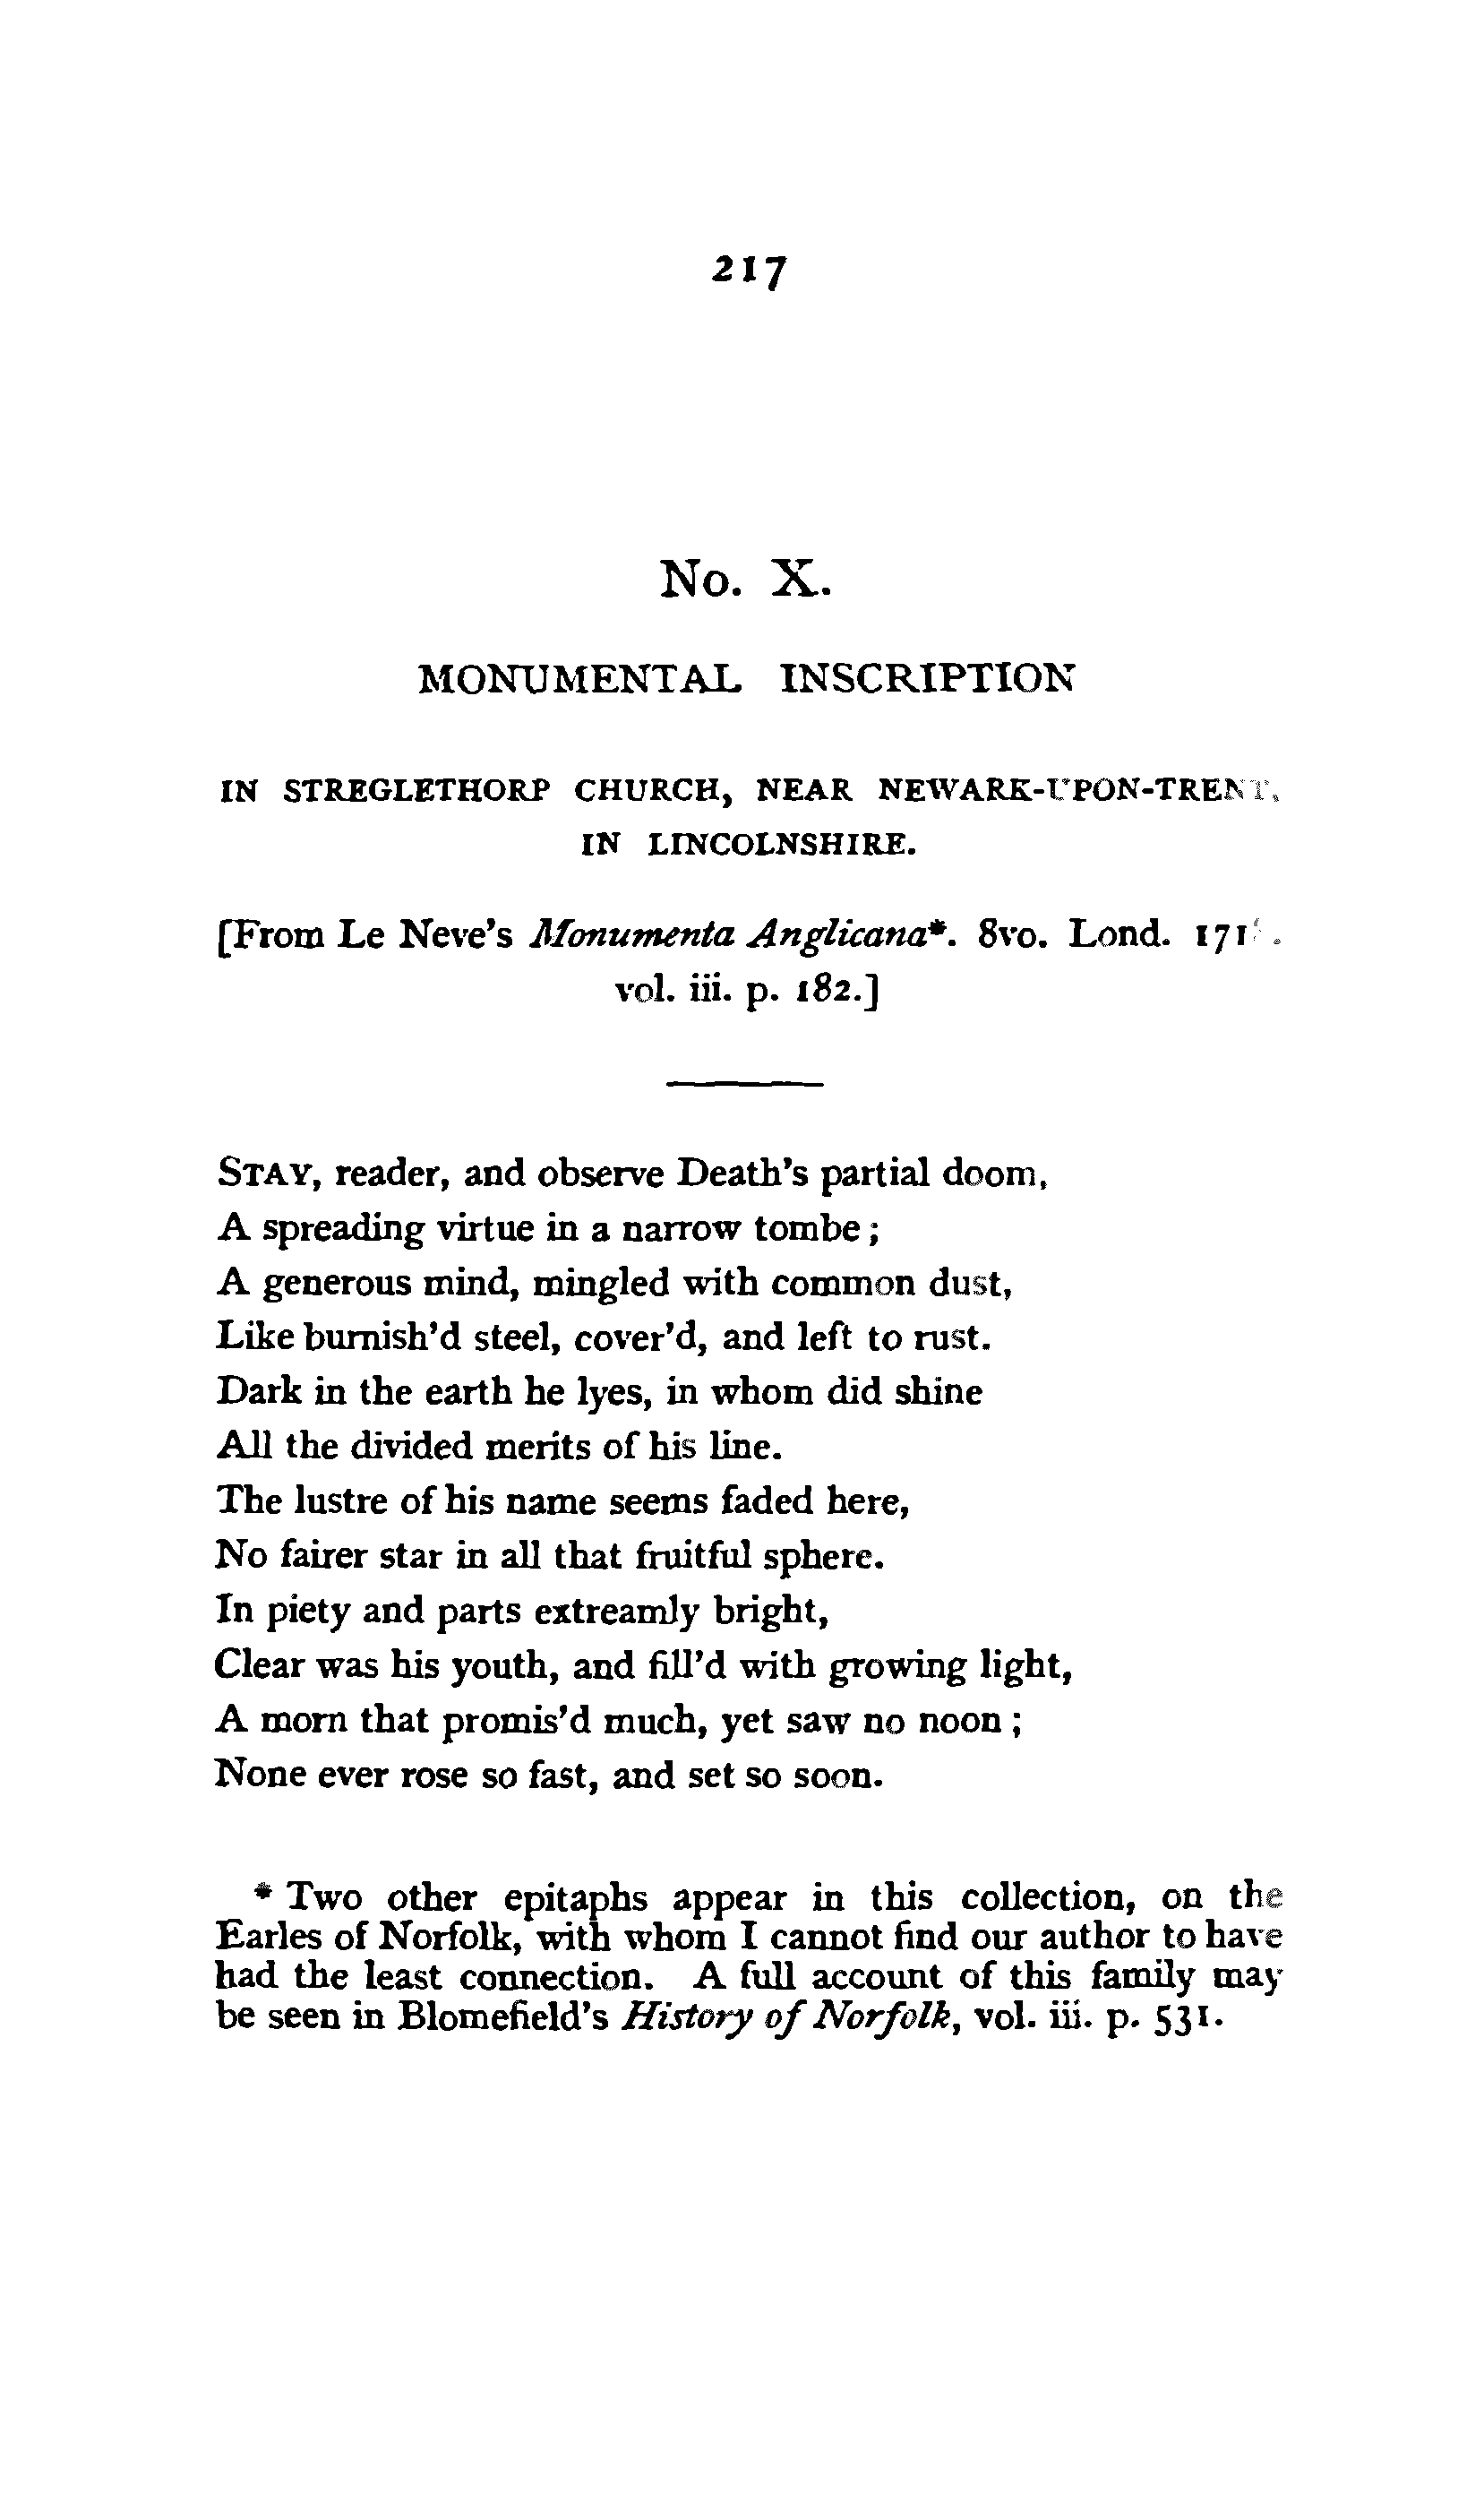 217
No. X.
MONUMENTAL INSCRIPTION
IN STREGLETHORP CHURCH, NEAR NEWARK-UPON-TRENT,
IN LINCOLNSHIRE.
[From Le Neve's Monumenta Anglicana*. 8vo. Lond.
vol. iii. p. 182.]
STAY, reader, and observe Death's partial doom,
A spreading virtue in a narrow tombe ;
A generous mind, mingled with common dust,
Like burnish'd steel, cover'd, and left to rust.
Dark in the earth he lyes, in whom did shine
All the divided merits of his line.
The lustre of his name seems faded here,
No fairer star in all that fruitful sphere.
In piety and parts extreamly bright,
Clear was his youth, and fill'd with growing light,
A morn that promis'd much, yet saw no noon ;
None ever rose so fast, and set so soon.
* Two other epitaphs appear in this collection, on the
Earles of Norfolk, with whom I cannot find our author to have
had the least connection. A full account of this family may
be seen in Blomefield's History of Norfolk, vol. iii. p. 531.